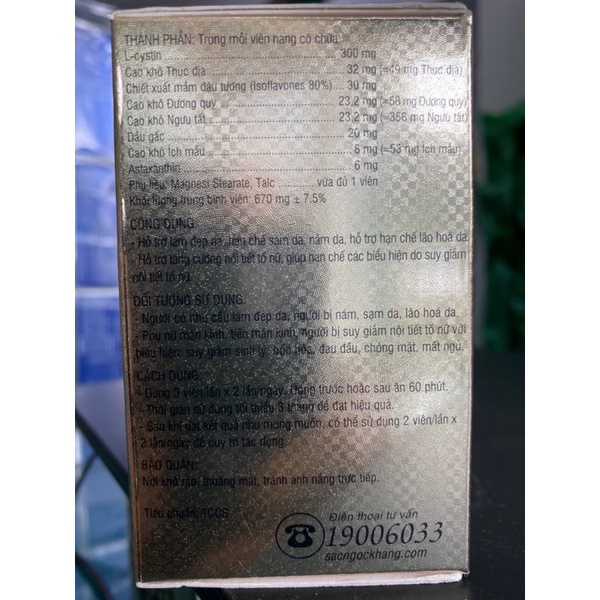 THÀNH PHẦN: Trong mỗi viên nang có chứa:
L-cystin ........ 300 mg
Cao khô Thục địa ........ 32 mg (≈49 mg Thục địa)
Chiết xuất mầm đậu tương (Isoflavones 80%) .... 30 mg
Cao khô Đương quy ........ 23,2 mg (≈58 mg Đương quy)
Cao khô Ngưu tất ........ 23,2 mg (≈356 mg Ngưu tất)
Dầu gấc ........ 20 mg
Cao khô Ích mẫu ........ 8 mg (≈53 mg Ích mẫu)
Astaxanthin ........ 6 mg
Phụ liệu: Magnesi Stearate, Talc ............ vừa đủ 1 viên
Khối lượng trung bình viên: 670 mg ± 7.5%
CÔNG DỤNG:
- Hỗ trợ làm đẹp da, hạn chế sạm da, nám da, hỗ trợ hạn chế lão hoá da.
- Hỗ trợ tăng cường nội tiết tố nữ, giúp hạn chế các biểu hiện do suy giảm
nội tiết tố nữ.
ĐỐI TƯỢNG SỬ DỤNG:
- Người có nhu cầu làm đẹp da, người bị nám, sạm da, lão hoá da.
- Phụ nữ mãn kinh, tiền mãn kinh, người bị suy giảm nội tiết tố nữ với
biểu hiện: suy giảm sinh lý, bốc hỏa, đau đầu, chóng mặt, mất ngủ.
CÁCH DÙNG:
- Dùng 3 viên/lần x 2 lần/ngày. Uống trước hoặc sau ăn 60 phút.
- Thời gian sử dụng tối thiểu 3 tháng để đạt hiệu quả.
- Sau khi đạt kết quả như mong muốn, có thể sử dụng 2 viên/lần x
2 lần/ngày để duy trì tác dụng.
BẢO QUẢN:
Nơi khô ráo, thoáng mát, tránh ánh nắng trực tiếp.
Tiêu chuẩn: TCCS
Điện thoại tư vấn
19006033
sacngockhang.com